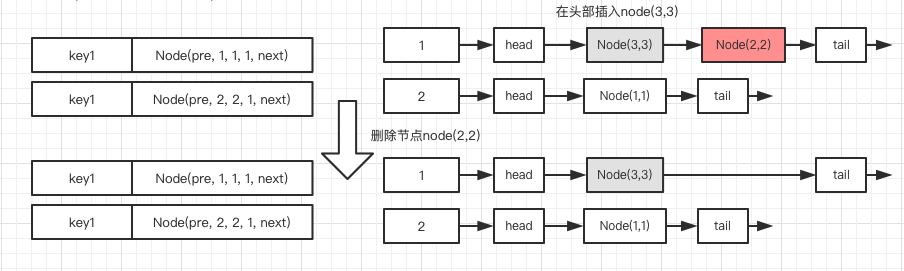 在头部插入node(3,3)
key1 Node(pre, 1, 1, 1, next) 1 head Node(3,3) Node(2,2) tail
key1 Node(pre, 2, 2, 1, next) 2 head Node(1,1) tail
删除节点node(2,2)
key1 Node(pre, 1, 1, 1, next) 1 head Node(3,3) tail
key1 Node(pre, 2, 2, 1, next) 2 head Node(1,1) tail